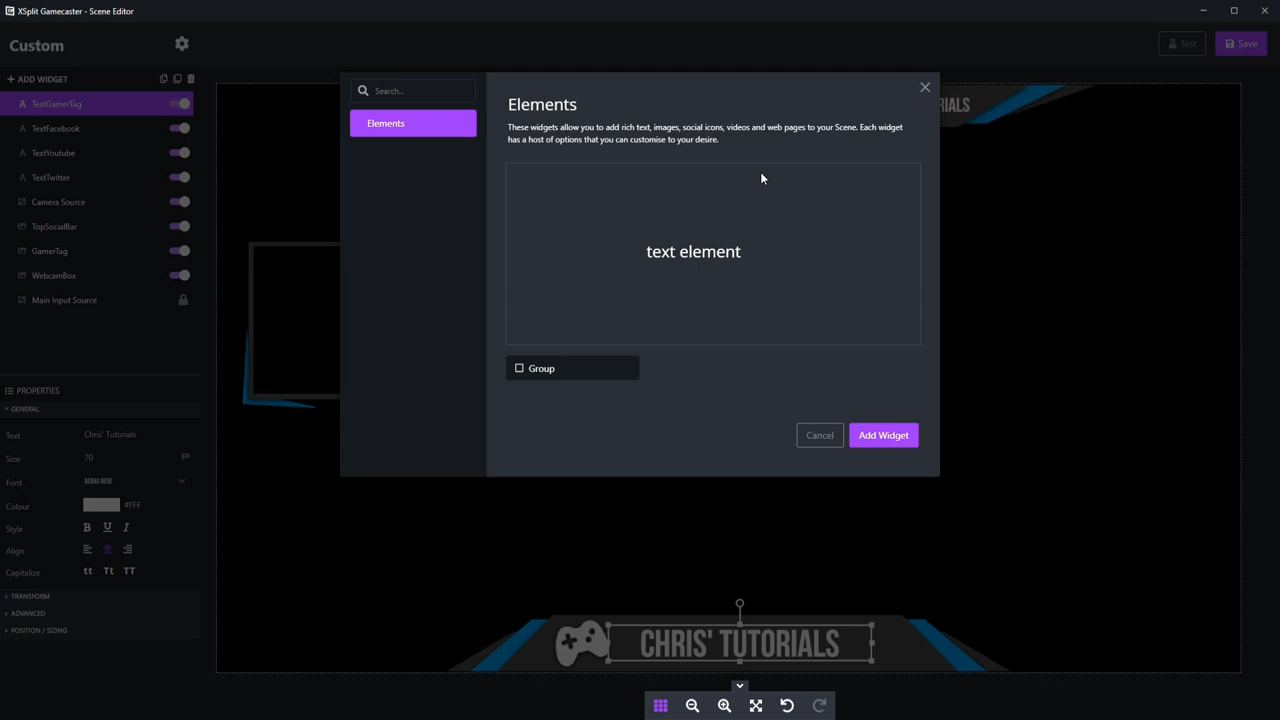 XSplit Gamecaster - Scene Editor
Custom
Test
Save
ADD WIDGET
TextGamerTag
TextFacebook
TextYoutube
TextTwitter
Camera Source
TopSocialBar
GamerTag
WebcamBox
Main Input Source
PROPERTIES
GENERAL
Text Chris' Tutorials
Size 70 px
Font BEBAS NEUE
Colour #FFF
Style B U I
Align
Capitalize tt Tt TT
TRANSFORM
ADVANCED
POSITION / SIZING
Search...
Elements
Elements
These widgets allow you to add rich text, images, social icons, videos and web pages to your Scene. Each widget
has a host of options that you can customise to your desire.
text element
Group
Cancel
Add Widget
IALS
CHRIS' TUTORIALS